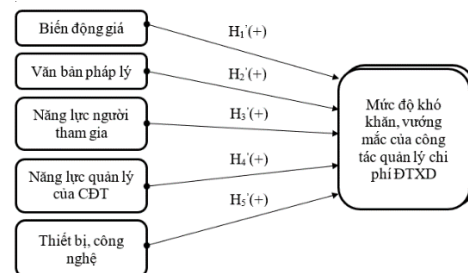 Biến động giá
H₁'(+)
Văn bản pháp lý
H₂'(+)
Năng lực người
tham gia
H₃'(+)
Năng lực quản lý
của CĐT
H₄'(+)
Thiết bị, công
nghệ
H₅'(+)
Mức độ khó
khăn, vướng
mắc của công
tác quản lý chi
phí ĐTXD